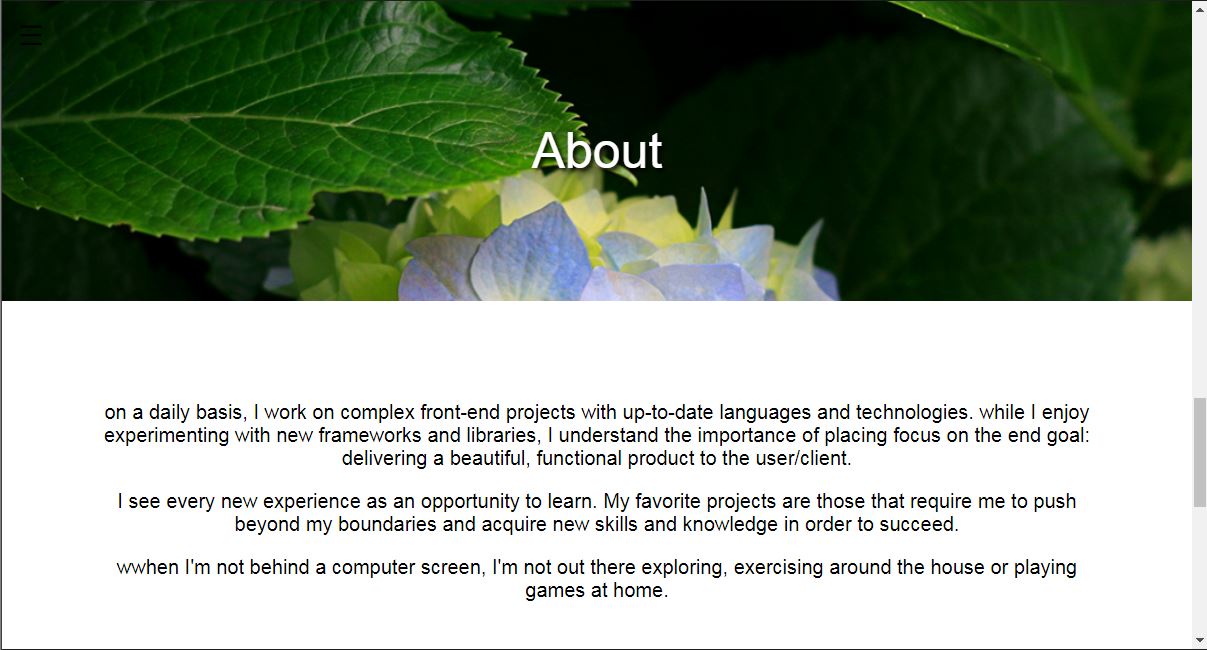 About
on a daily basis, I work on complex front-end projects with up-to-date languages and technologies. while I enjoy
experimenting with new frameworks and libraries, I understand the importance of placing focus on the end goal:
delivering a beautiful, functional product to the user/client.
I see every new experience as an opportunity to learn. My favorite projects are those that require me to push
beyond my boundaries and acquire new skills and knowledge in order to succeed.
wwhen I'm not behind a computer screen, I'm not out there exploring, exercising around the house or playing
games at home.